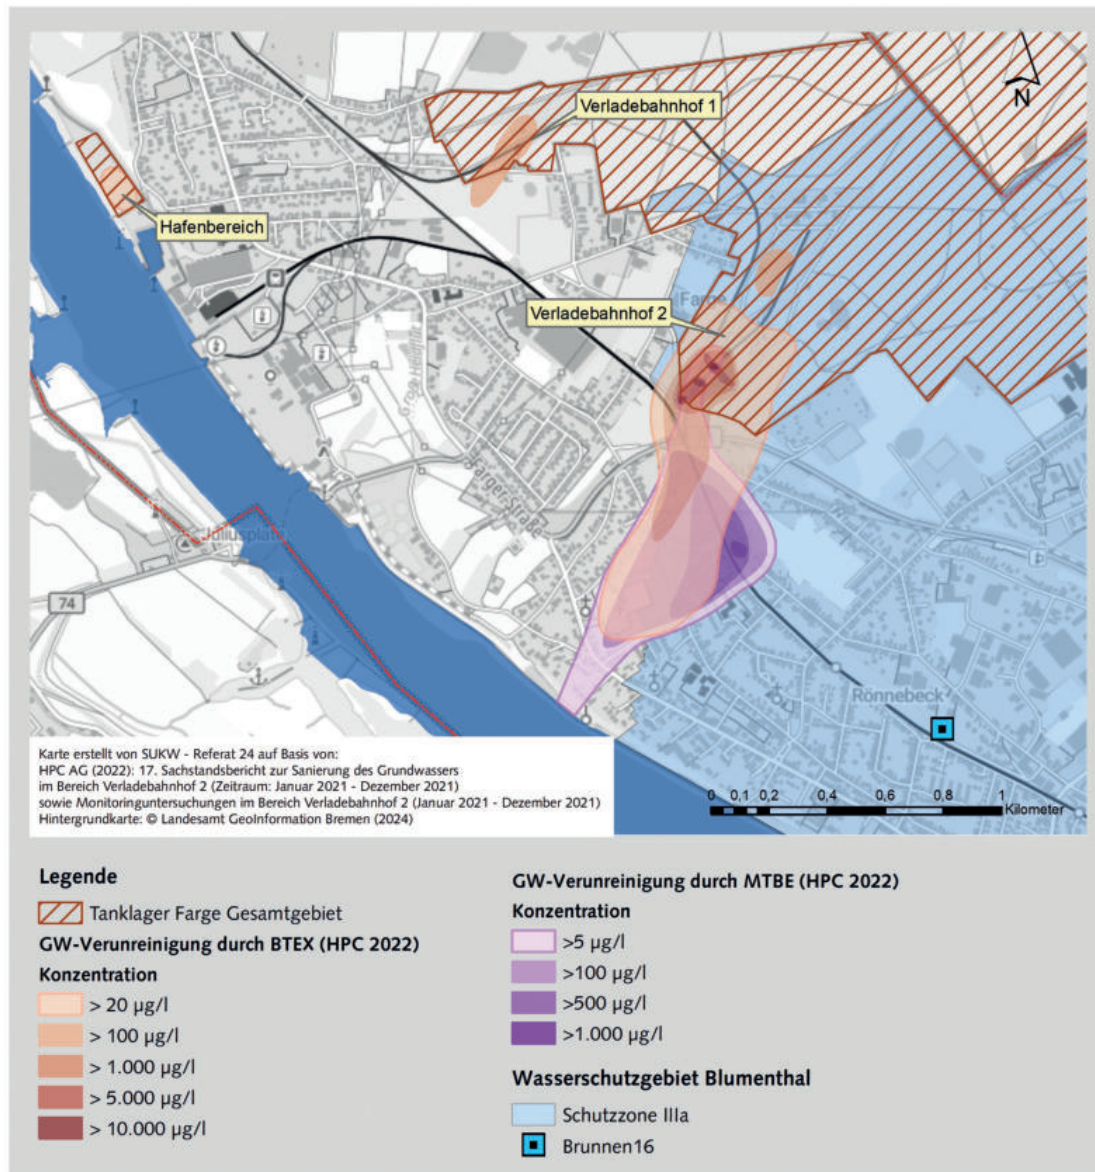 N
Verladebahnhof 1
Hafenbereich
Farge
Verladebahnhof 2
Farger Straße
Juliusplate
74
Rönnebeck
Karte erstellt von SUKW - Referat 24 auf Basis von:
HPC AG (2022): 17. Sachstandsbericht zur Sanierung des Grundwassers
im Bereich Verladebahnhof 2 (Zeitraum: Januar 2021 - Dezember 2021)
sowie Monitoringuntersuchungen im Bereich Verladebahnhof 2 (Januar 2021 - Dezember 2021)
Hintergrundkarte: © Landesamt GeoInformation Bremen (2024)
0 0,1 0,2 0,4 0,6 0,8 1
Kilometer
Legende
Tanklager Farge Gesamtgebiet
GW-Verunreinigung durch BTEX (HPC 2022)
Konzentration
> 20 µg/l
> 100 µg/l
> 1.000 µg/l
> 5.000 µg/l
> 10.000 µg/l
GW-Verunreinigung durch MTBE (HPC 2022)
Konzentration
>5 µg/l
>100 µg/l
>500 µg/l
>1.000 µg/l
Wasserschutzgebiet Blumenthal
Schutzzone IIIa
Brunnen16